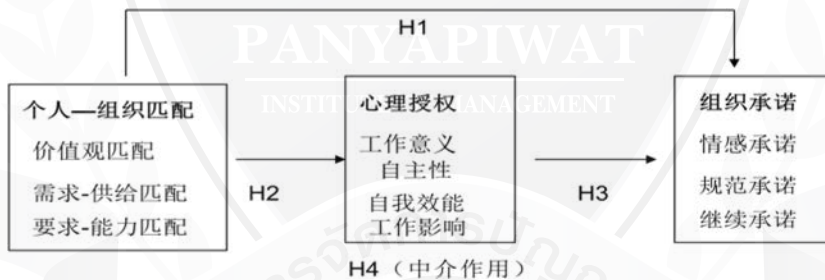 H1
PANYAPIWAT
INSTITUTE OF MANAGEMENT
个人—组织匹配
价值观匹配
需求-供给匹配
要求-能力匹配
H2
心理授权
工作意义
自主性
自我效能
工作影响
H3
组织承诺
情感承诺
规范承诺
继续承诺
H4（中介作用）